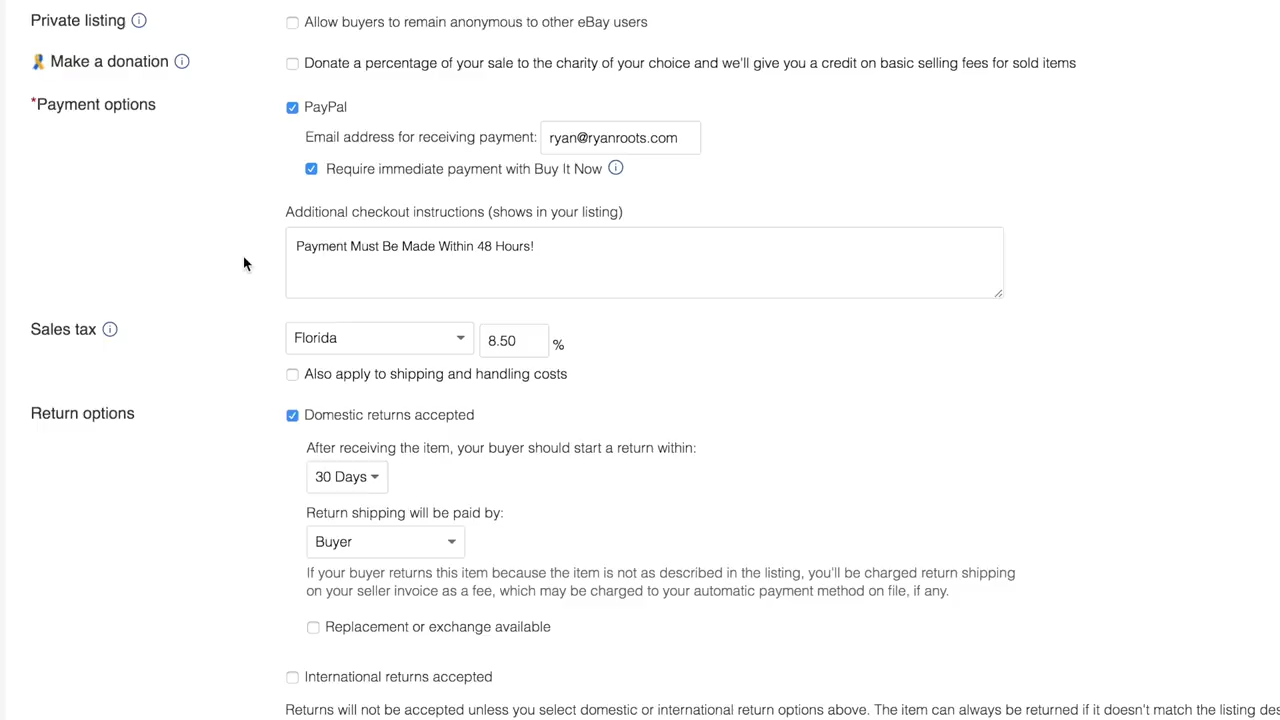 Private listing
Allow buyers to remain anonymous to other eBay users
Make a donation
Donate a percentage of your sale to the charity of your choice and we'll give you a credit on basic selling fees for sold items
*Payment options
PayPal
Email address for receiving payment: ryan@ryanroots.com
Require immediate payment with Buy It Now
Additional checkout instructions (shows in your listing)
Payment Must Be Made Within 48 Hours!
Sales tax
Florida 8.50 %
Also apply to shipping and handling costs
Return options
Domestic returns accepted
After receiving the item, your buyer should start a return within:
30 Days
Return shipping will be paid by:
Buyer
If your buyer returns this item because the item is not as described in the listing, you'll be charged return shipping
on your seller invoice as a fee, which may be charged to your automatic payment method on file, if any.
Replacement or exchange available
International returns accepted
Returns will not be accepted unless you select domestic or international return options above. The item can always be returned if it doesn't match the listing des